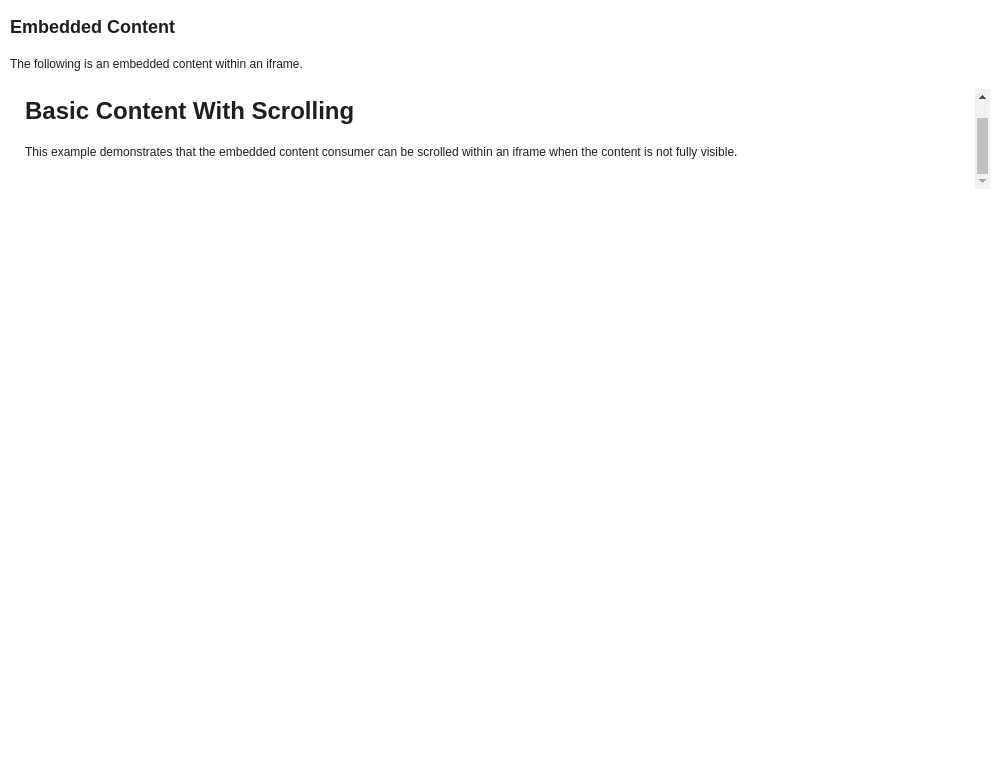 Embedded Content
The following is an embedded content within an iframe.
Basic Content With Scrolling
This example demonstrates that the embedded content consumer can be scrolled within an iframe when the content is not fully visible.